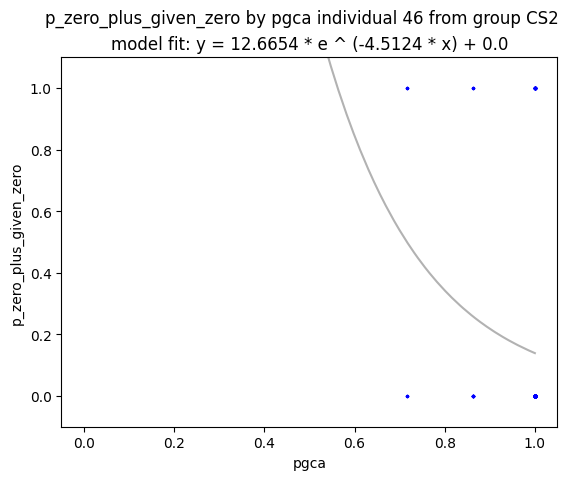 p_zero_plus_given_zero by pgca individual 46 from group CS2
model fit: y = 12.6654 * e ^ (-4.5124 * x) + 0.0
1.0
0.8
0.6
0.4
0.2
0.0
p_zero_plus_given_zero
0.0 0.2 0.4 0.6 0.8 1.0
pgca